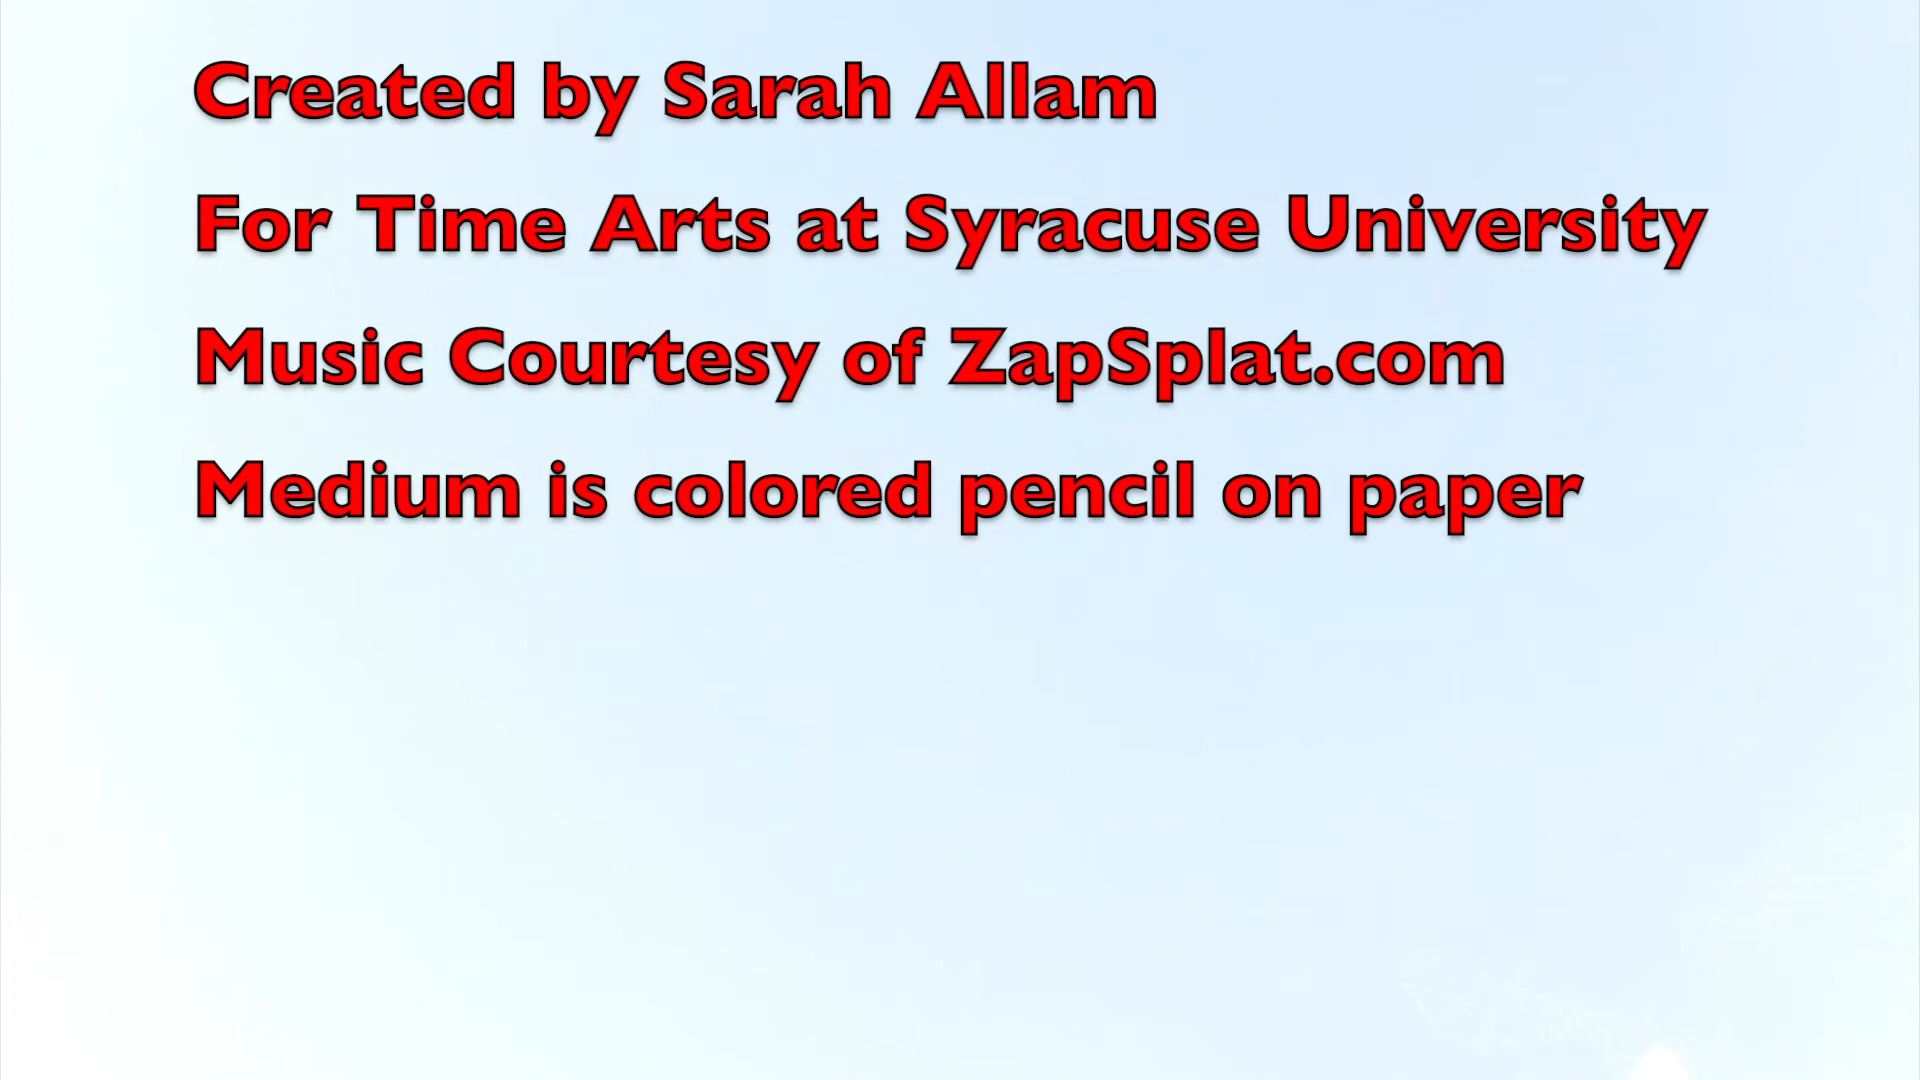 Created by Sarah Allam
For Time Arts at Syracuse University
Music Courtesy of ZapSplat.com
Medium is colored pencil on paper